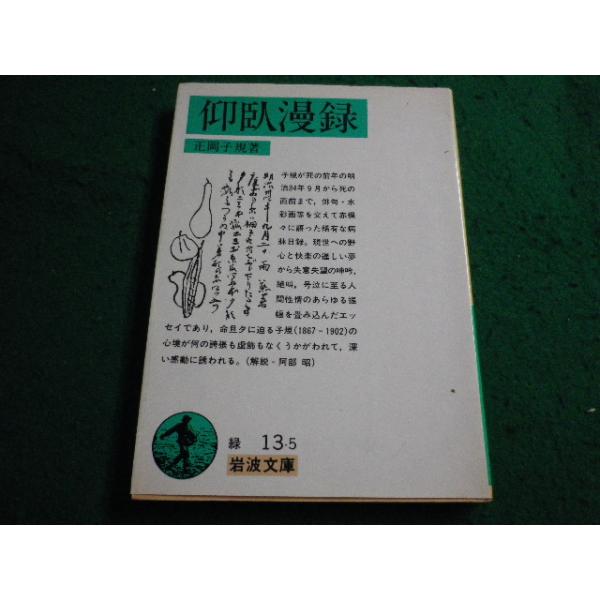 仰臥漫録
正岡子規著
子規が死の前年の明
治34年9月から死の
直前まで，俳句・水
彩画等を交えて赤裸
々に語った稀有な病
牀日録．現世への野
心と快楽の逞しい夢
から失意失望の呻吟，
絶叫，号泣に至る人
間性情のあらゆる振
幅を畳み込んだエッ
セイであり，命旦夕に迫る子規(1867－1902)の
心境が何の誇張も虚飾もなくうかがわれて，深
い感動に誘われる．(解説・阿部 昭)
緑 13-5
岩波文庫